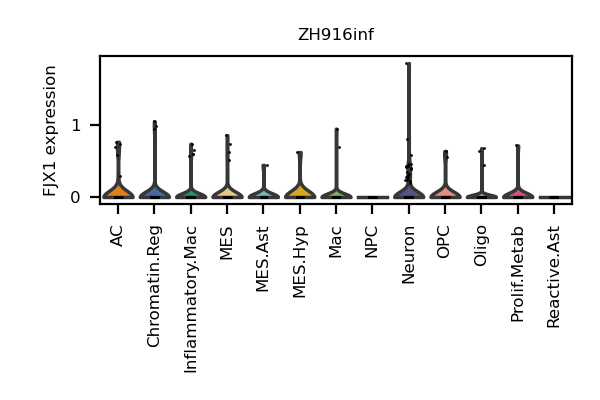 ZH916inf
FJX1 expression
1
0
AC
Chromatin.Reg
Inflammatory.Mac
MES
MES.Ast
MES.Hyp
Mac
NPC
Neuron
OPC
Oligo
Prolif.Metab
Reactive.Ast